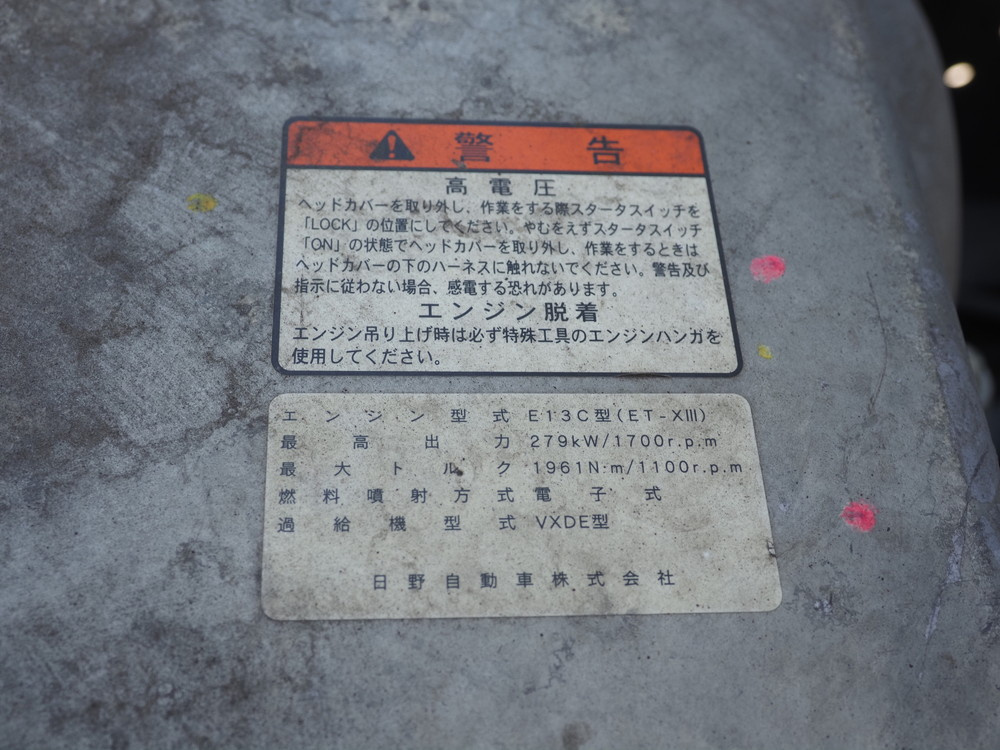 警告
高電圧
ヘッドカバーを取り外し、作業をする際スタータスイッチを
「LOCK」の位置にしてください。やむをえずスタータスイッチ
「ON」の状態でヘッドカバーを取り外し、作業をするときは
ヘッドカバーの下のハーネスに触れないでください。警告及び
指示に従わない場合、感電する恐れがあります。
エンジン脱着
エンジン吊り上げ時は必ず特殊工具のエンジンハンガを
使用してください。
エンジン型式 E13C型(ET-XIII)
最高出力 279kW/1700r.p.m
最大トルク 1961N·m/1100r.p.m
燃料噴射方式 電子式
過給機型式 VXDE型
日野自動車株式会社